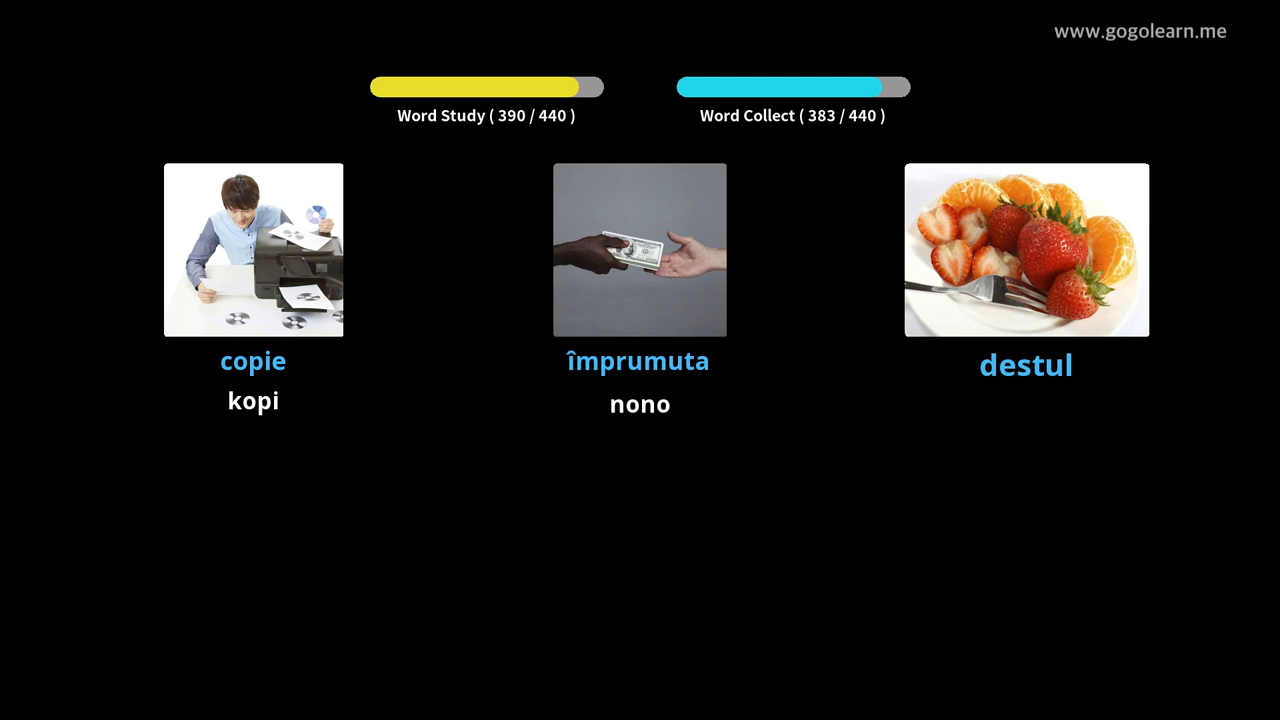 www.gogolearn.me
Word Study ( 390 / 440 )
Word Collect ( 383 / 440 )
copie
kopi
împrumuta
nono
destul